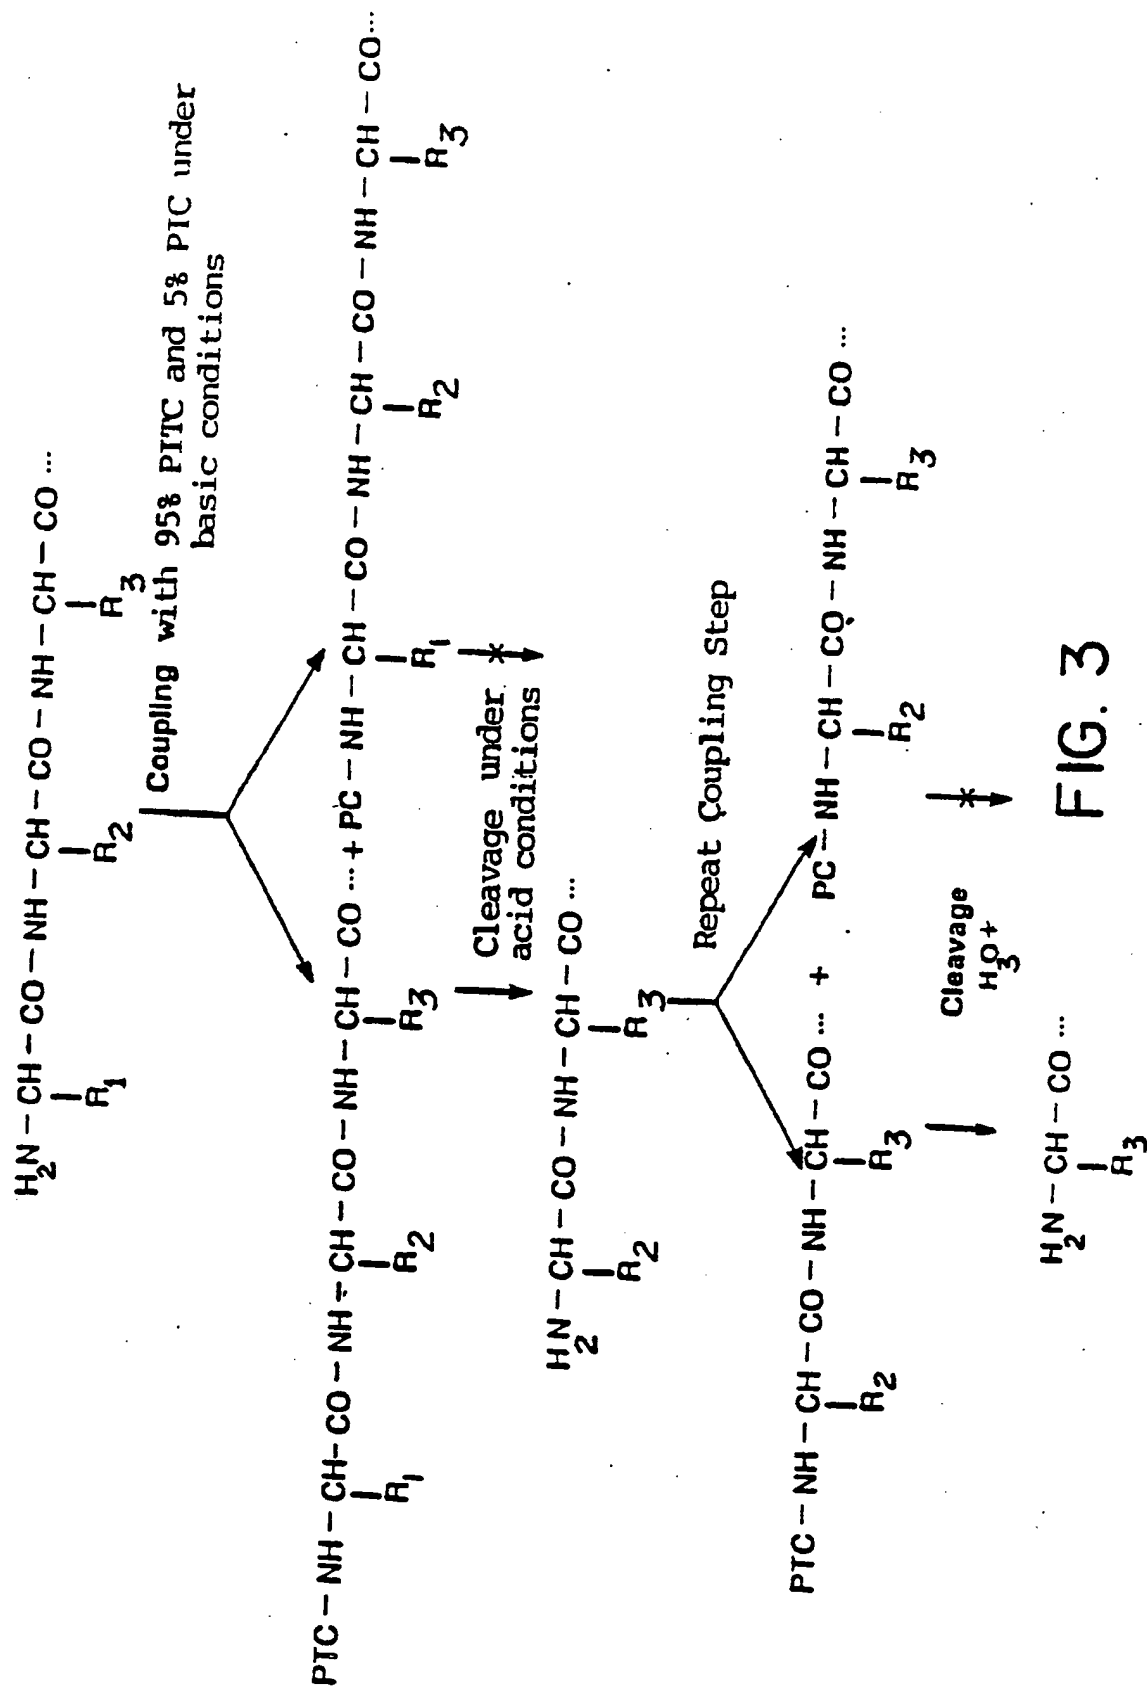 H2N-CH-CO-NH-CH-CO-NH-CH-CO...
R1 R2 R3
Coupling with 95% PITC and 5% PIC under
basic conditions
PTC-NH-CH-CO-NH-CH-CO-NH-CH-CO...+PC-NH-CH-CO-NH-CH-CO-NH-CH-CO...
R1 R2 R3 R1 R2 R3
Cleavage under
acid conditions
H2N-CH-CO-NH-CH-CO...
R2 R3
Repeat Coupling Step
PTC-NH-CH-CO-NH-CH-CO... + PC-NH-CH-CO-NH-CH-CO...
R2 R3 R2 R3
Cleavage
H3O+
H2N-CH-CO...
R3
FIG. 3